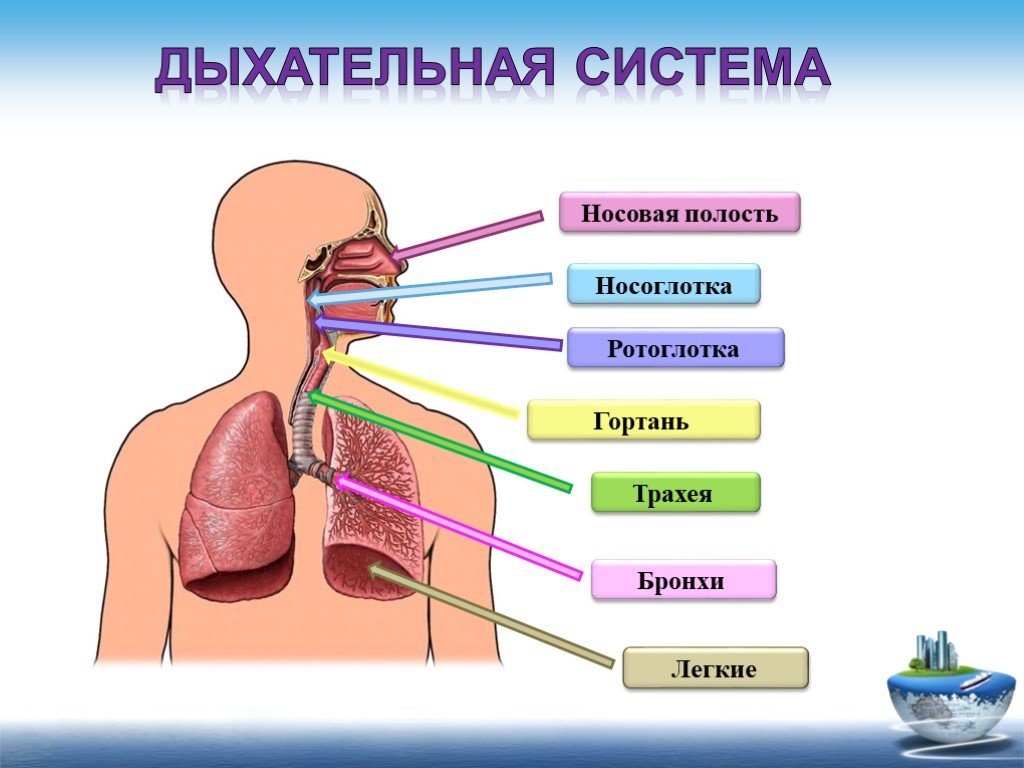 ДЫХАТЕЛЬНАЯ СИСТЕМА
Носовая полость
Носоглотка
Ротоглотка
Гортань
Трахея
Бронхи
Легкие